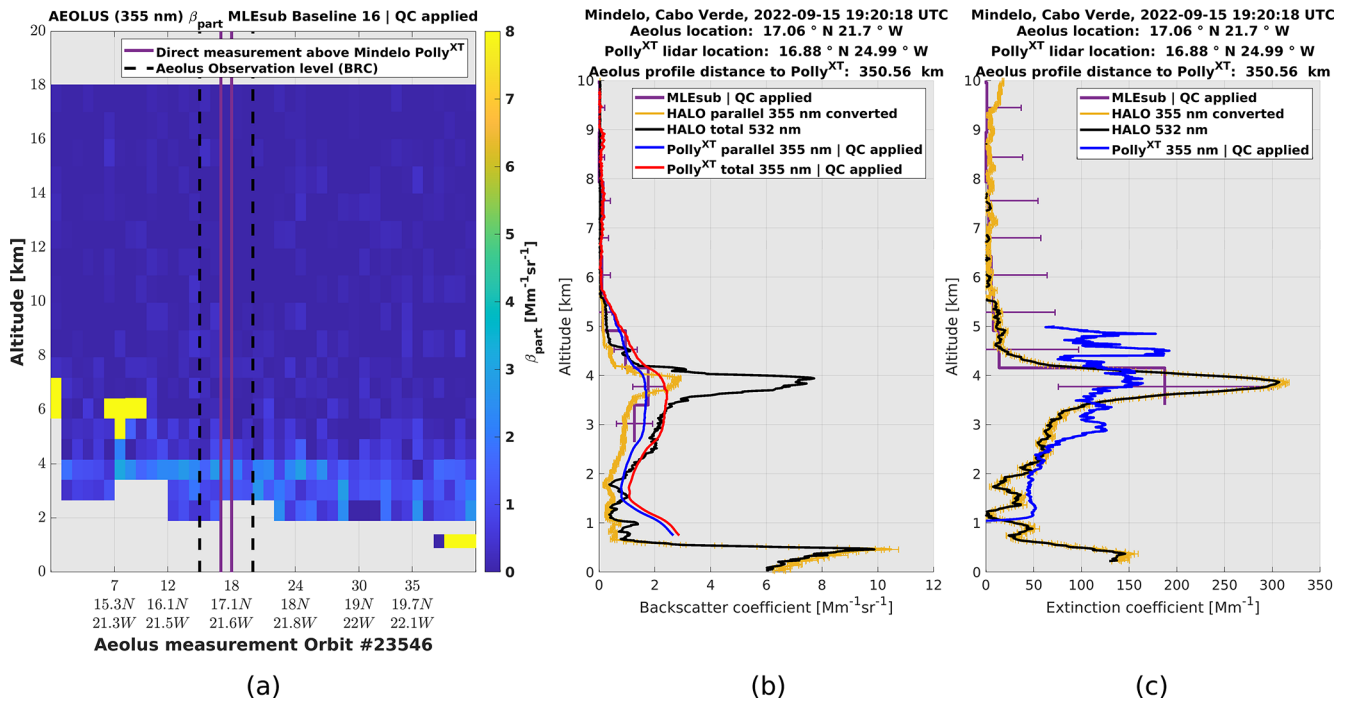 AEOLUS (355 nm) β_part MLEsub Baseline 16 | QC applied
Direct measurement above Mindelo Polly^XT
Aeolus Observation level (BRC)
Altitude [km]
20
18
16
14
12
10
8
6
4
2
0
7 12 18 24 30 35
15.3N 16.1N 17.1N 18N 19N 19.7N
21.3W 21.5W 21.6W 21.8W 22W 22.1W
Aeolus measurement Orbit #23546
8
7
6
5
4
3
2
1
0
β_part [Mm^-1sr^-1]
(a)
Mindelo, Cabo Verde, 2022-09-15 19:20:18 UTC
Aeolus location: 17.06 ° N 21.7 ° W
Polly^XT lidar location: 16.88 ° N 24.99 ° W
Aeolus profile distance to Polly^XT: 350.56 km
MLEsub | QC applied
HALO parallel 355 nm converted
HALO total 532 nm
Polly^XT parallel 355 nm | QC applied
Polly^XT total 355 nm | QC applied
Altitude [km]
10
9
8
7
6
5
4
3
2
1
0
0 2 4 6 8 10 12
Backscatter coefficient [Mm^-1sr^-1]
(b)
Mindelo, Cabo Verde, 2022-09-15 19:20:18 UTC
Aeolus location: 17.06 ° N 21.7 ° W
Polly^XT lidar location: 16.88 ° N 24.99 ° W
Aeolus profile distance to Polly^XT: 350.56 km
MLEsub | QC applied
HALO 355 nm converted
HALO 532 nm
Polly^XT 355 nm | QC applied
Altitude [km]
10
9
8
7
6
5
4
3
2
1
0
0 50 100 150 200 250 300 350
Extinction coefficient [Mm^-1]
(c)